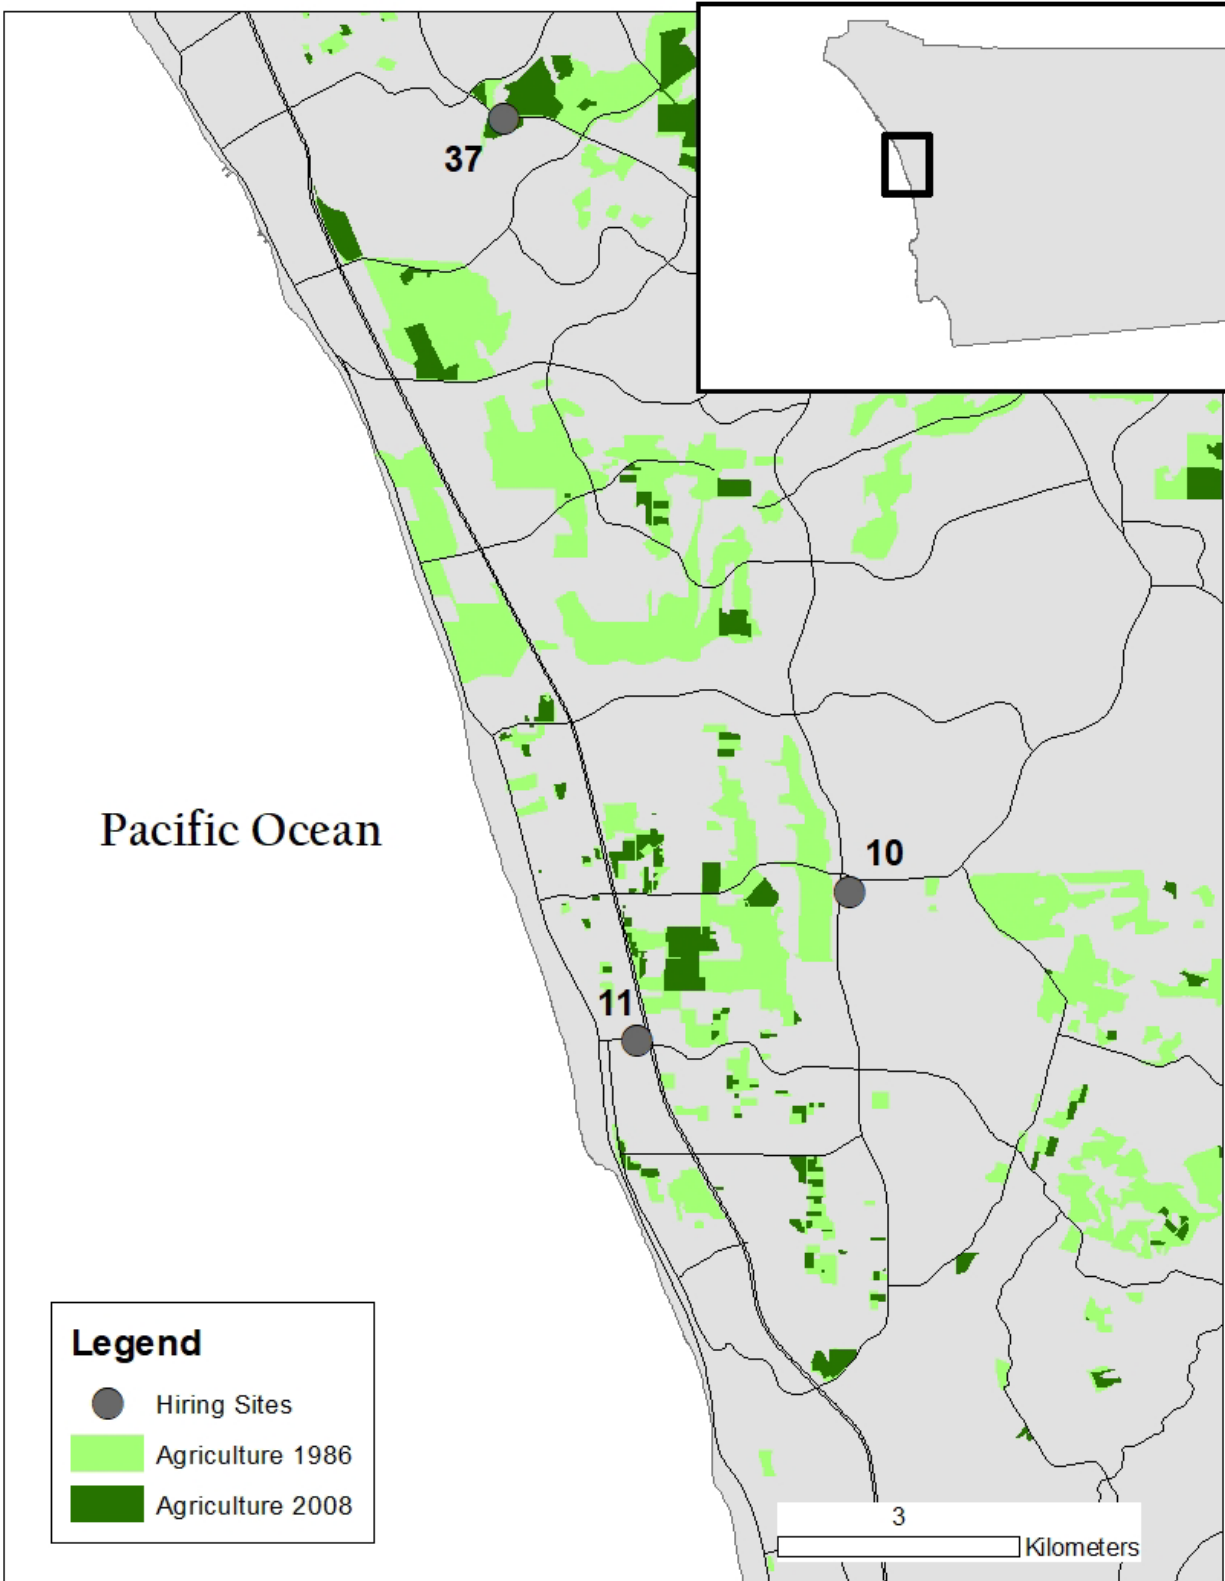 37
Pacific Ocean
10
11
Legend
Hiring Sites
Agriculture 1986
Agriculture 2008
3
Kilometers